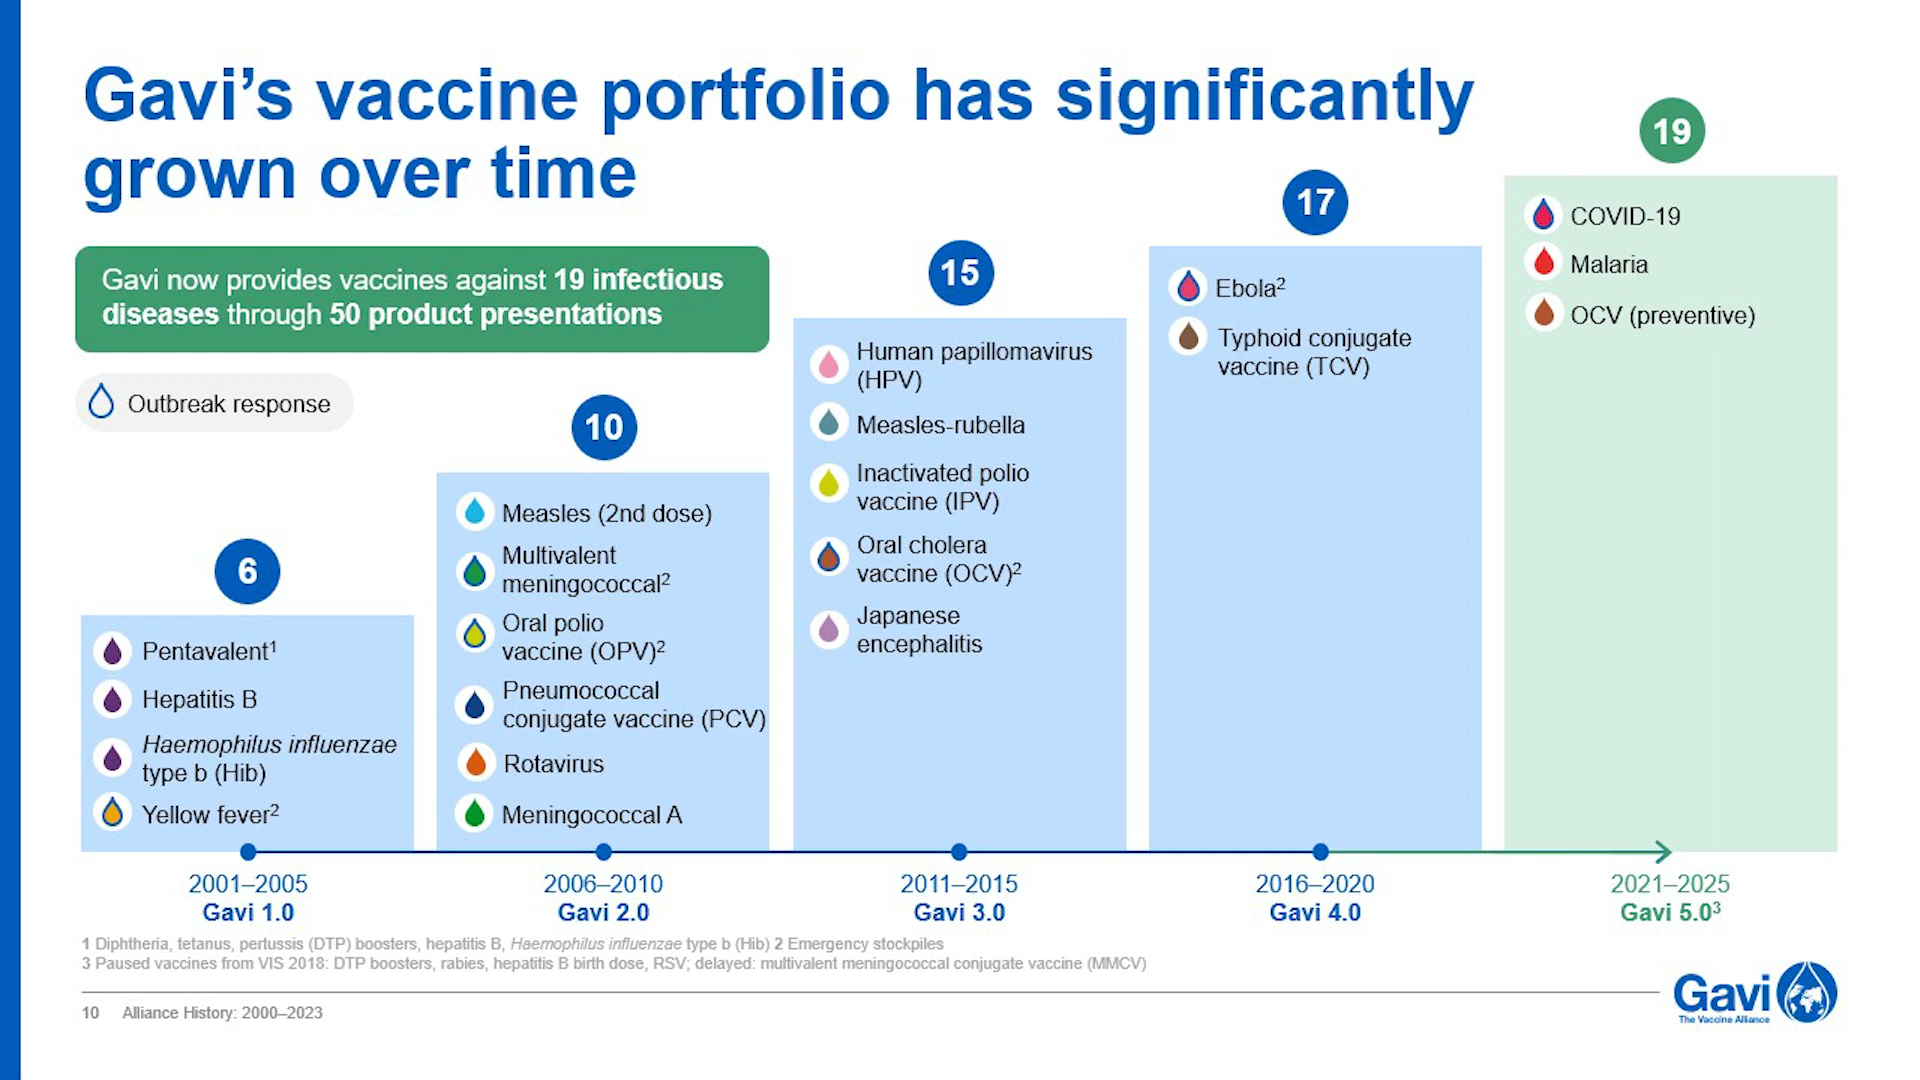 Gavi’s vaccine portfolio has significantly
grown over time
Gavi now provides vaccines against 19 infectious
diseases through 50 product presentations
Outbreak response
6
Pentavalent¹
Hepatitis B
Haemophilus influenzae
type b (Hib)
Yellow fever²
2001–2005
Gavi 1.0
10
Measles (2nd dose)
Multivalent
meningococcal²
Oral polio
vaccine (OPV)²
Pneumococcal
conjugate vaccine (PCV)
Rotavirus
Meningococcal A
2006–2010
Gavi 2.0
15
Human papillomavirus
(HPV)
Measles-rubella
Inactivated polio
vaccine (IPV)
Oral cholera
vaccine (OCV)²
Japanese
encephalitis
2011–2015
Gavi 3.0
17
Ebola²
Typhoid conjugate
vaccine (TCV)
2016–2020
Gavi 4.0
19
COVID-19
Malaria
OCV (preventive)
2021–2025
Gavi 5.0³
1 Diphtheria, tetanus, pertussis (DTP) boosters, hepatitis B, Haemophilus influenzae type b (Hib) 2 Emergency stockpiles
3 Paused vaccines from VIS 2018: DTP boosters, rabies, hepatitis B birth dose, RSV; delayed: multivalent meningococcal conjugate vaccine (MMCV)
10 Alliance History: 2000–2023
Gavi
The Vaccine Alliance